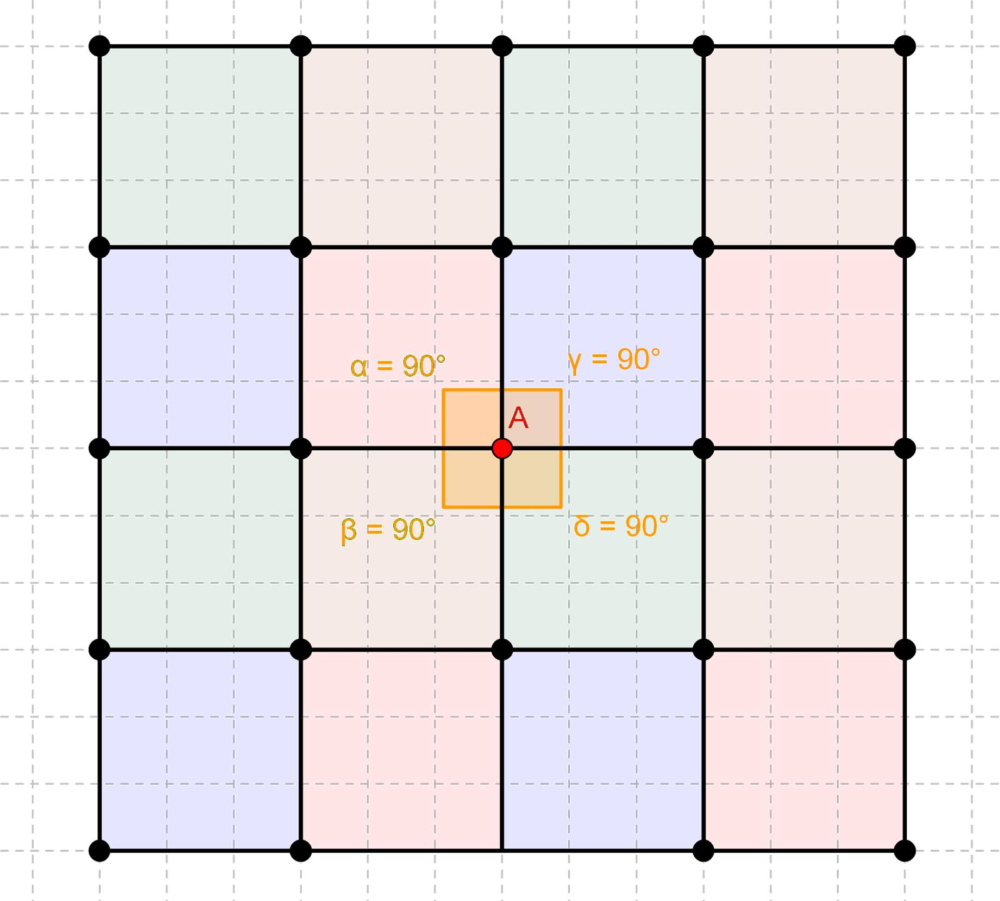 α = 90°
γ = 90°
A
β = 90°
δ = 90°